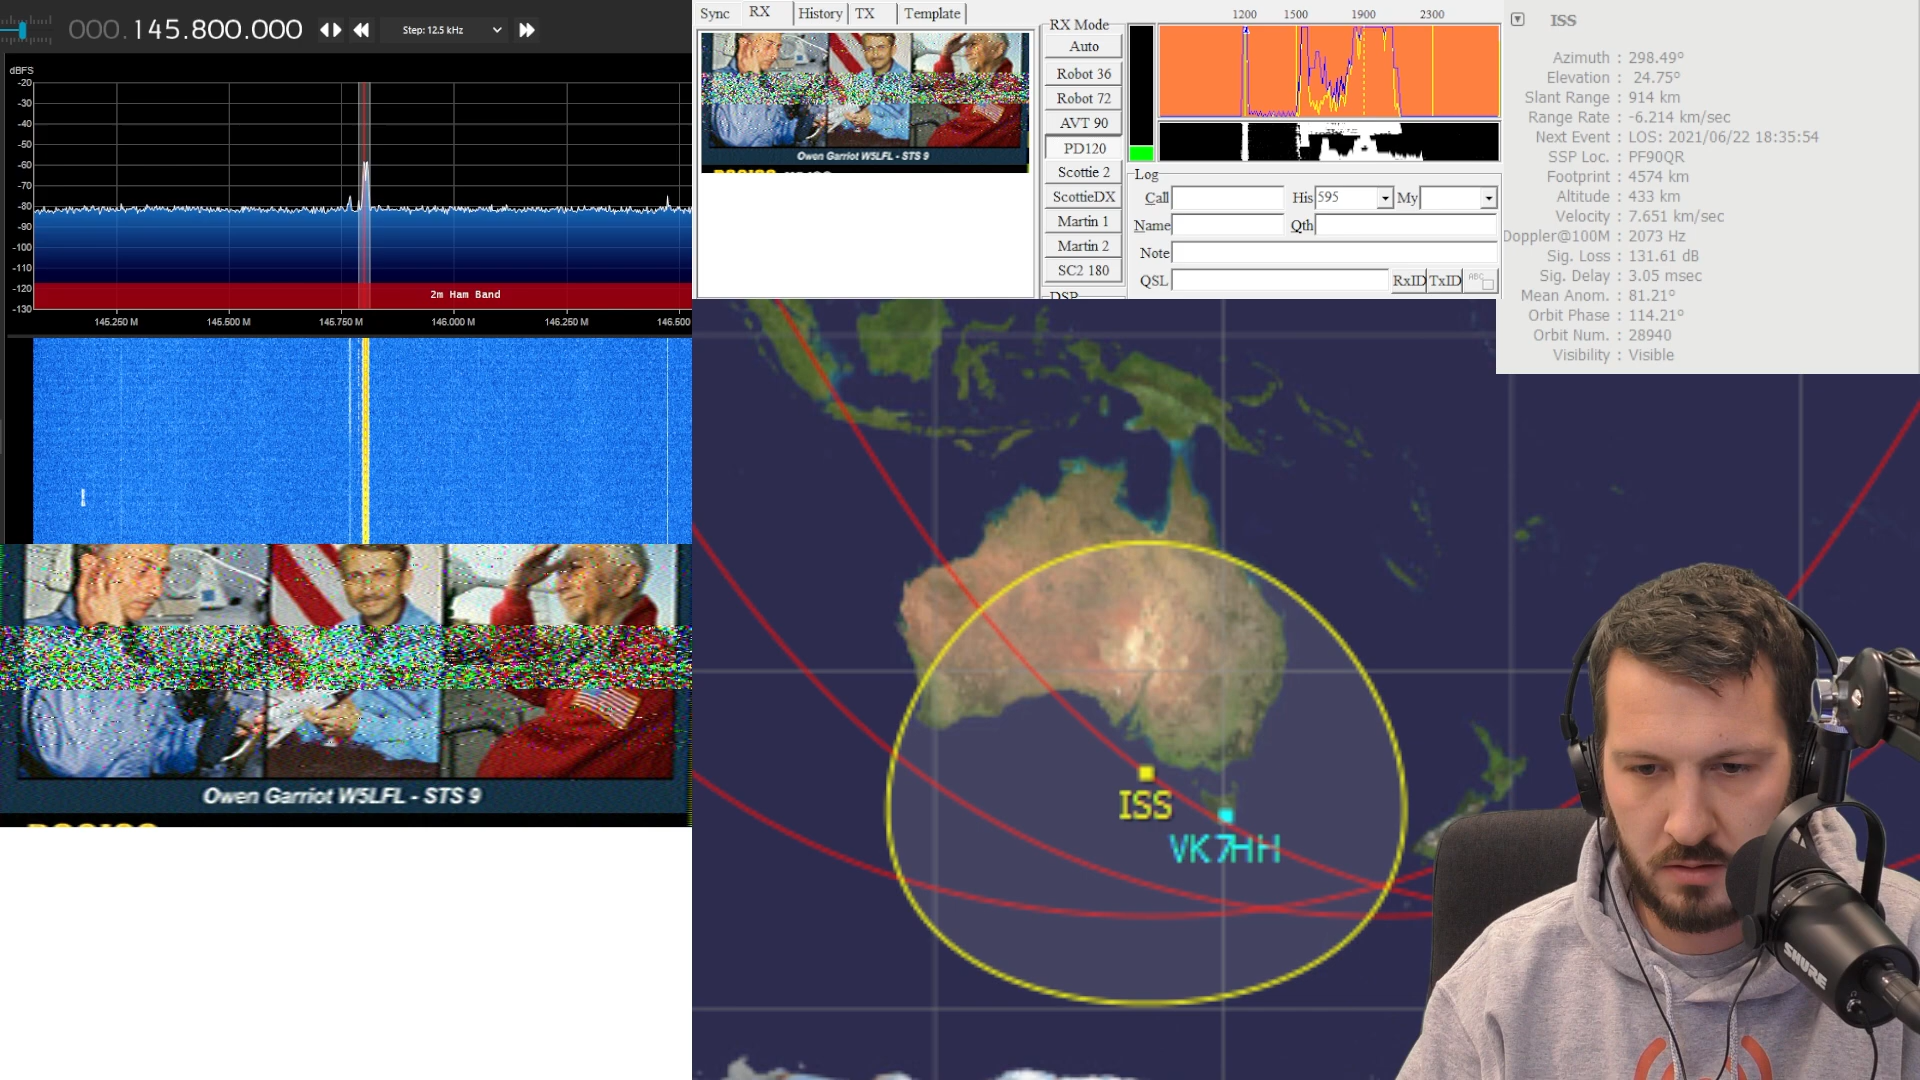 000.145.800.000
Step: 12.5 kHz
dBFS
-20
-30
-40
-50
-60
-70
-80
-90
-100
-110
-120
-130
2m Ham Band
145.250 M 145.500 M 145.750 M 146.000 M 146.250 M 146.500
Owen Garriot W5LFL - STS 9
Sync RX History TX Template
Owen Garriot W5LFL - STS 9
RX Mode
Auto
Robot 36
Robot 72
AVT 90
PD120
Scottie 2
ScottieDX
Martin 1
Martin 2
SC2 180
DSP
1200 1500 1900 2300
Log
Call His 595 My
Name Qth
Note
QSL RxID TxID ABC
ISS
Azimuth : 298.49°
Elevation : 24.75°
Slant Range : 914 km
Range Rate : -6.214 km/sec
Next Event : LOS: 2021/06/22 18:35:54
SSP Loc. : PF90QR
Footprint : 4574 km
Altitude : 433 km
Velocity : 7.651 km/sec
Doppler@100M : 2073 Hz
Sig. Loss : 131.61 dB
Sig. Delay : 3.05 msec
Mean Anom. : 81.21°
Orbit Phase : 114.21°
Orbit Num. : 28940
Visibility : Visible
ISS
VK7HH
SHURE